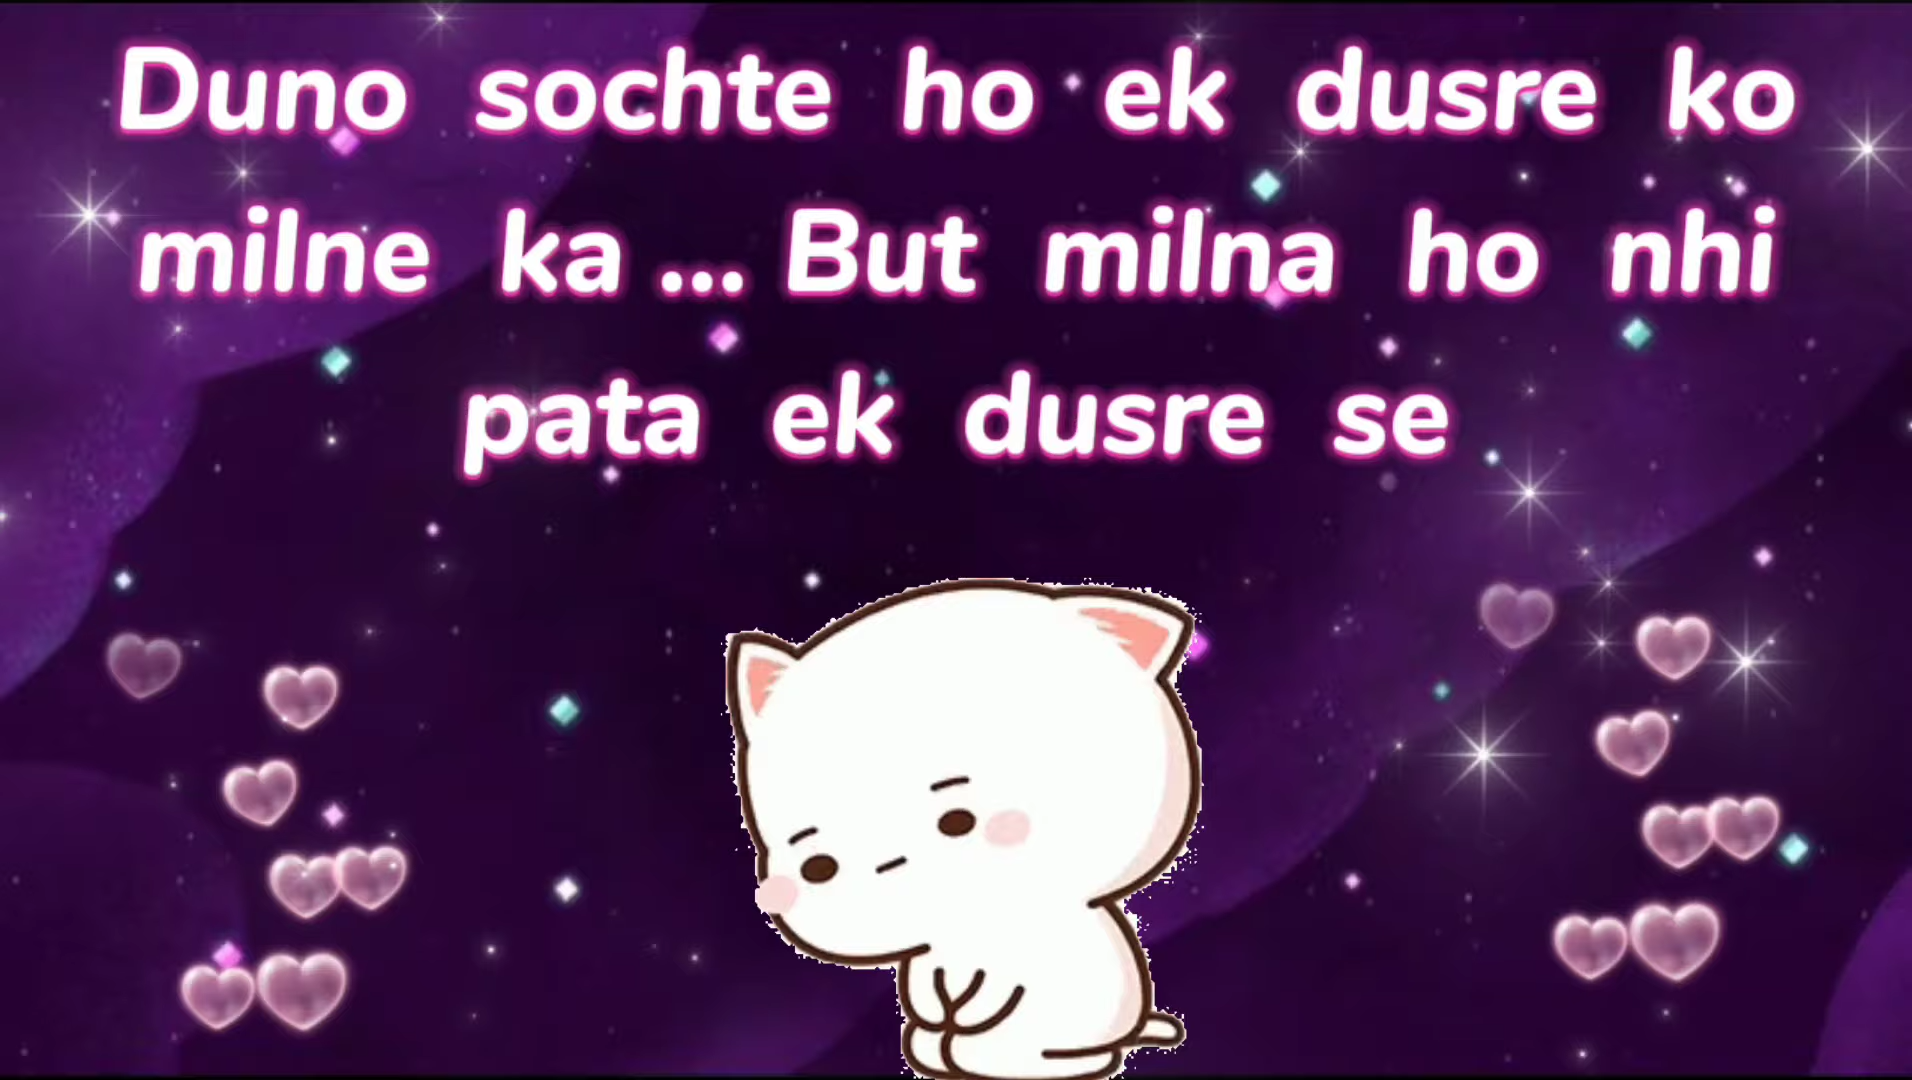 Duno sochte ho ek dusre ko
milne ka ... But milna ho nhi
pata ek dusre se